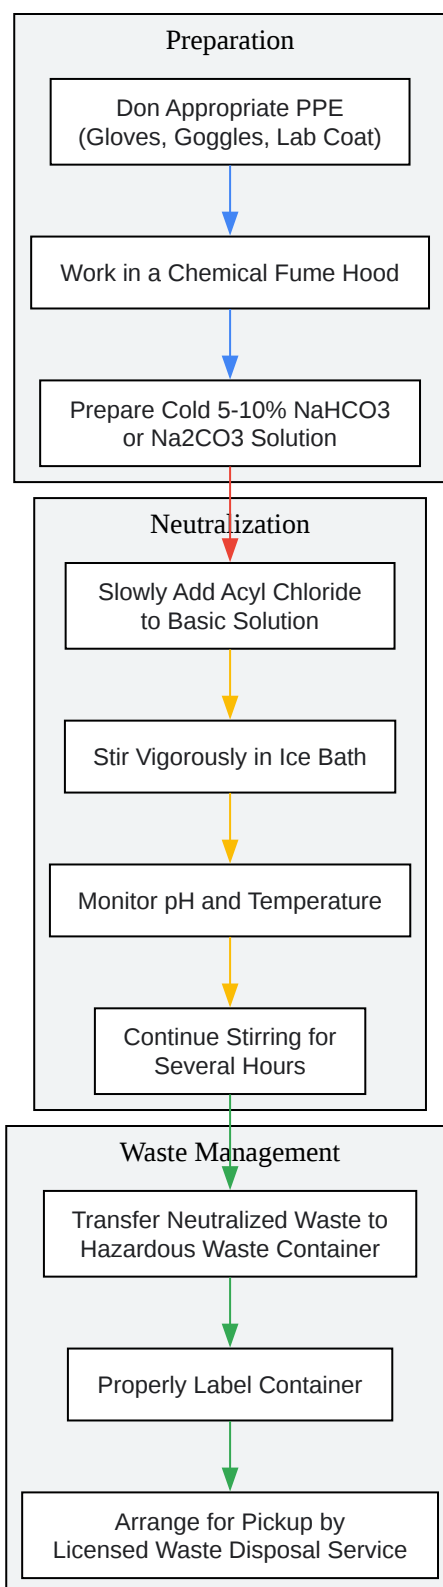 Preparation
Don Appropriate PPE
(Gloves, Goggles, Lab Coat)
Work in a Chemical Fume Hood
Prepare Cold 5-10% NaHCO3
or Na2CO3 Solution
Neutralization
Slowly Add Acyl Chloride
to Basic Solution
Stir Vigorously in Ice Bath
Monitor pH and Temperature
Continue Stirring for
Several Hours
Waste Management
Transfer Neutralized Waste to
Hazardous Waste Container
Properly Label Container
Arrange for Pickup by
Licensed Waste Disposal Service